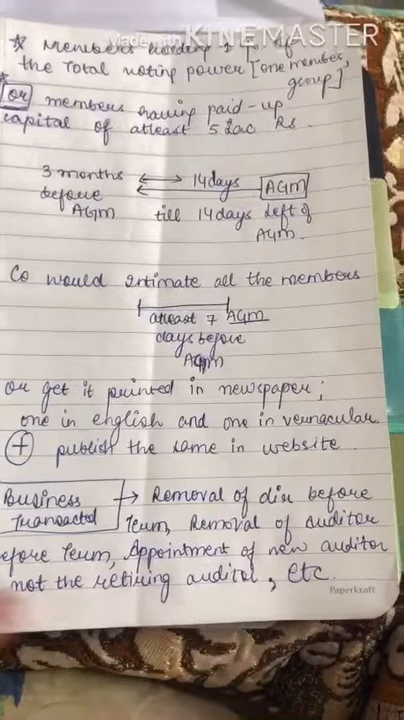 Made with KINEMASTER
* Members holding 1 % of
the Total voting power [one member,
group]
or members having paid-up
capital of atleast 5 lac Rs.
3 months ↔ 14days AGM
before
AGM till 14 days left of
AGM.
Co would intimate all the members
atleast 7 AGM
days before
AGM
or get it printed in newspaper;
one in english and one in vernacular.
+ publish the same in website.
Business → Removal of dir before
Transacted Term, Removal of auditor
efore Term, Appointment of new auditor
not the retiring auditor, etc.
Paperkraft